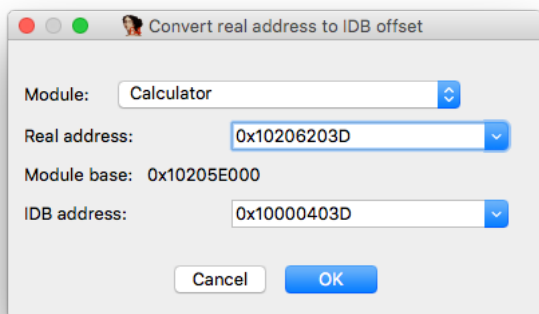 Convert real address to IDB offset
Module: Calculator
Real address: 0x10206203D
Module base: 0x10205E000
IDB address: 0x10000403D
Cancel OK